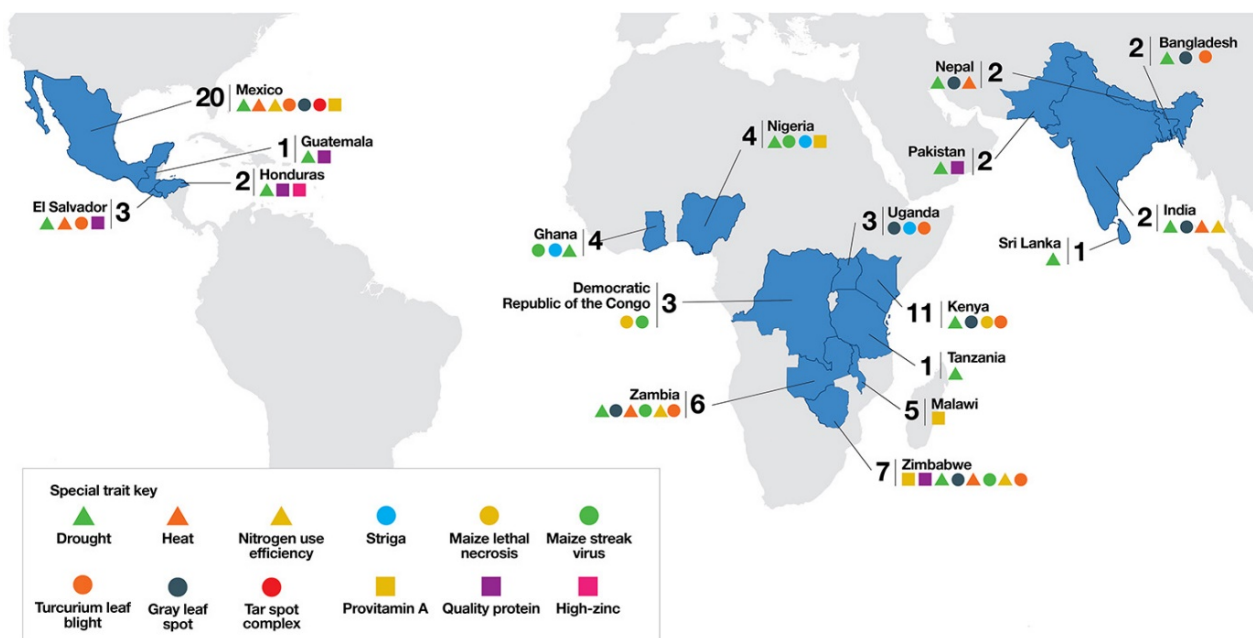 20 Mexico
1 Guatemala
2 Honduras
El Salvador 3
4 Nigeria
Ghana 4
3 Uganda
Democratic
Republic of the Congo 3
11 Kenya
1 Tanzania
Zambia 6
5 Malawi
7 Zimbabwe
2 Bangladesh
Nepal 2
Pakistan 2
2 India
Sri Lanka 1
Special trait key
Drought
Heat
Nitrogen use
efficiency
Striga
Maize lethal
necrosis
Maize streak
virus
Turcurium leaf
blight
Gray leaf
spot
Tar spot
complex
Provitamin A
Quality protein
High-zinc